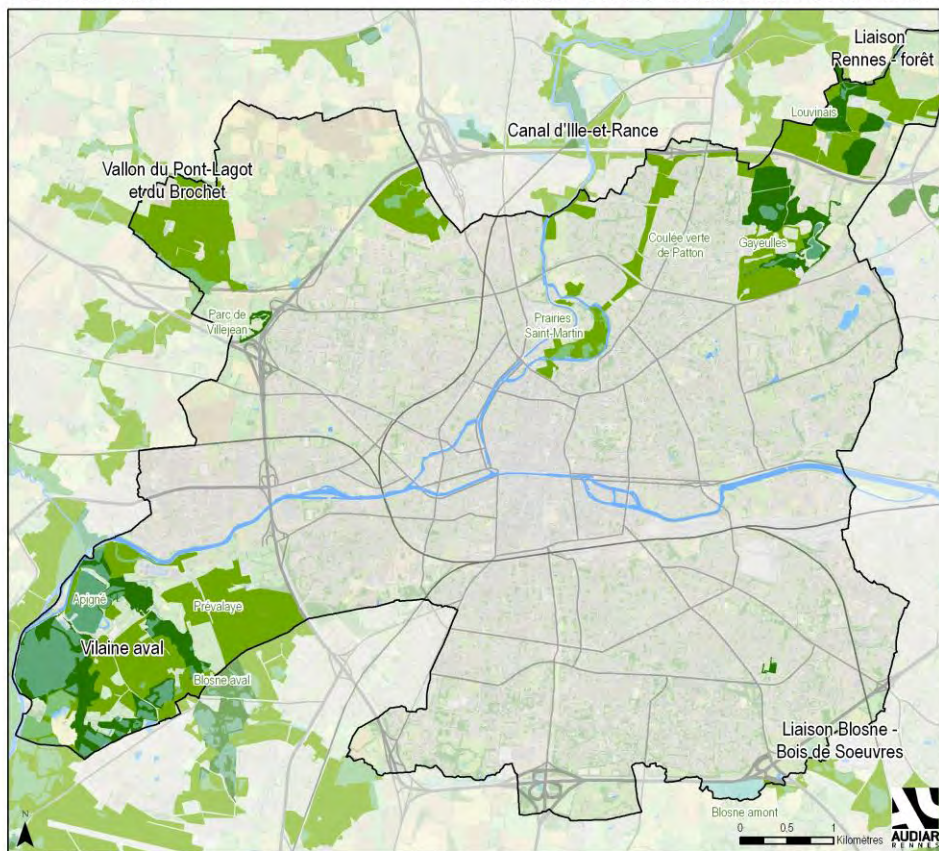 Liaison
Rennes - forêt
Louvinais
Canal d'Ille-et-Rance
Vallon du Pont-Lagot
et du Brochet
Coulée verte
de Patton
Gayeulles
Parc de
Villejean
Prairies
Saint-Martin
Apigné
Prévalaye
Vilaine aval
Blosne aval
Liaison Blosne -
Bois de Soeuvres
Blosne amont
N
0 0.5 1
Kilomètres
AUDIAR
RENNES